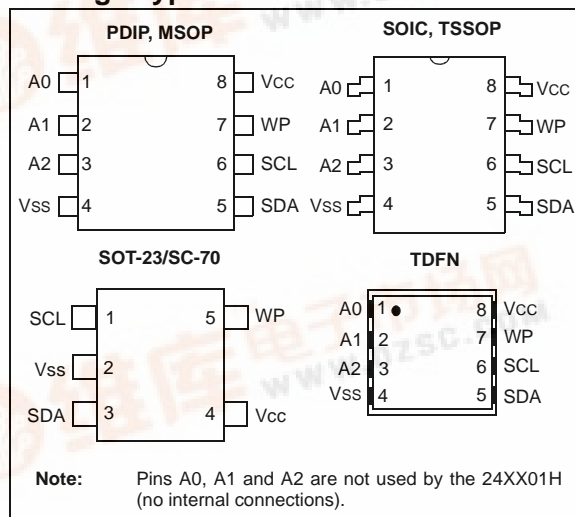 PDIP, MSOP
A0 1 8 VCC
A1 2 7 WP
A2 3 6 SCL
VSS 4 5 SDA
SOIC, TSSOP
A0 1 8 VCC
A1 2 7 WP
A2 3 6 SCL
VSS 4 5 SDA
SOT-23/SC-70
SCL 1 5 WP
Vss 2
SDA 3 4 Vcc
TDFN
A0 1 8 VCC
A1 2 7 WP
A2 3 6 SCL
VSS 4 5 SDA
Note: Pins A0, A1 and A2 are not used by the 24XX01H
(no internal connections).